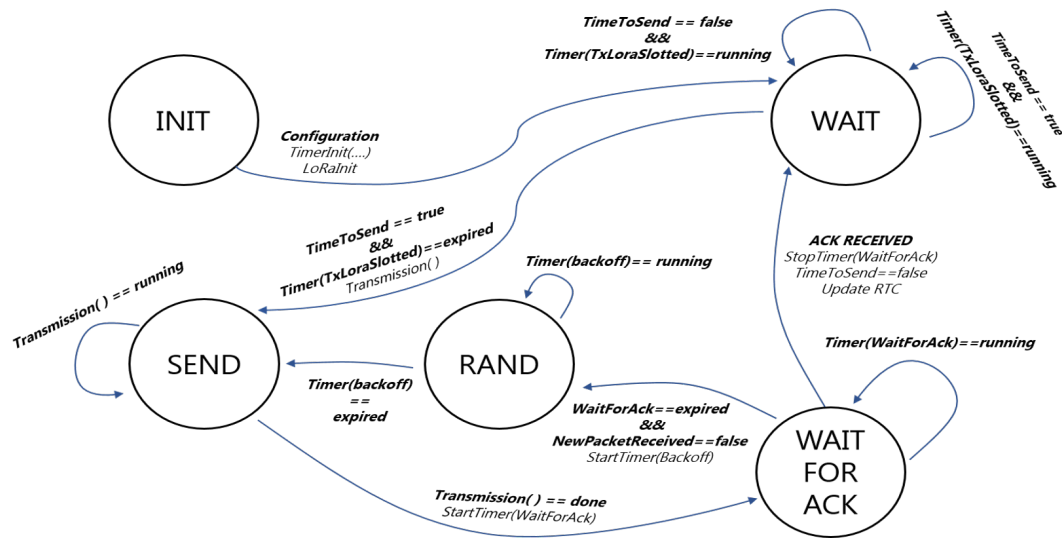 INIT
Configuration
TimerInit(....)
LoRaInit
TimeToSend == false
&&
Timer(TxLoraSlotted)==running
WAIT
TimeToSend == true
&&
Timer(TxLoraSlotted)==running
TimeToSend == true
&&
Timer(TxLoraSlotted)==expired
Transmission( )
ACK RECEIVED
StopTimer(WaitForAck)
TimeToSend==false
Update RTC
Transmission( ) == running
SEND
Timer(backoff)== running
RAND
Timer(backoff)
==
expired
WaitForAck==expired
&&
NewPacketReceived==false
StartTimer(Backoff)
Timer(WaitForAck)==running
WAIT
FOR
ACK
Transmission( ) == done
StartTimer(WaitForAck)